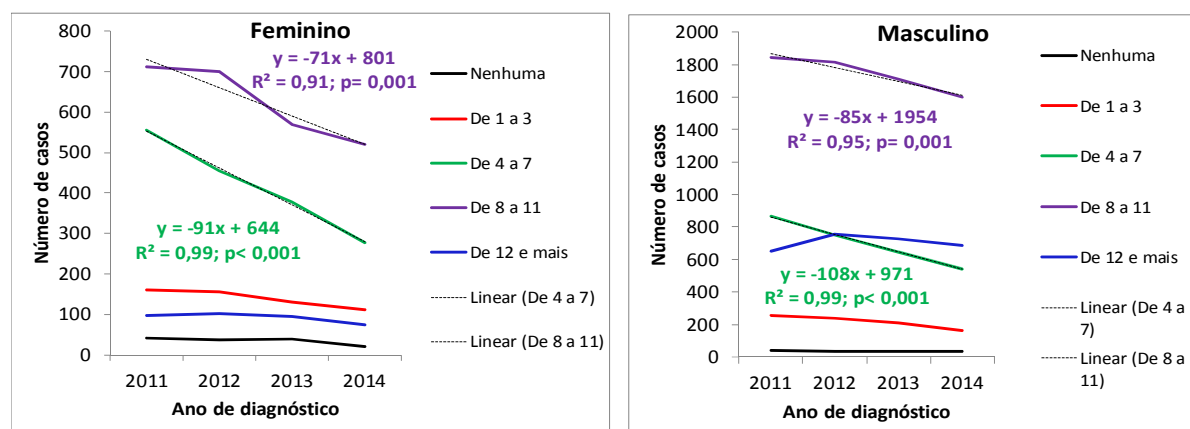 Feminino
800
700
600
500
400
300
200
100
0
Número de casos
y = -71x + 801
R² = 0,91; p= 0,001
y = -91x + 644
R² = 0,99; p< 0,001
2011 2012 2013 2014
Ano de diagnóstico
Nenhuma
De 1 a 3
De 4 a 7
De 8 a 11
De 12 e mais
Linear (De 4 a 7)
Linear (De 8 a 11)
Masculino
2000
1800
1600
1400
1200
1000
800
600
400
200
0
Número de casos
y = -85x + 1954
R² = 0,95; p= 0,001
y = -108x + 971
R² = 0,99; p< 0,001
2011 2012 2013 2014
Ano de diagnóstico
Nenhuma
De 1 a 3
De 4 a 7
De 8 a 11
De 12 e mais
Linear (De 4 a
7)
Linear (De 8 a
11)